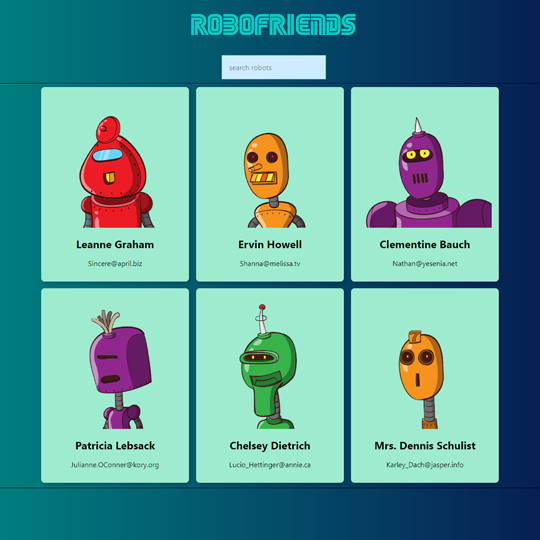 ROBOFRIENDS
search robots
Leanne Graham
Sincere@april.biz
Ervin Howell
Shanna@melissa.tv
Clementine Bauch
Nathan@yesenia.net
Patricia Lebsack
Julianne.OConner@kory.org
Chelsey Dietrich
Lucio_Hettinger@annie.ca
Mrs. Dennis Schulist
Karley_Dach@jasper.info